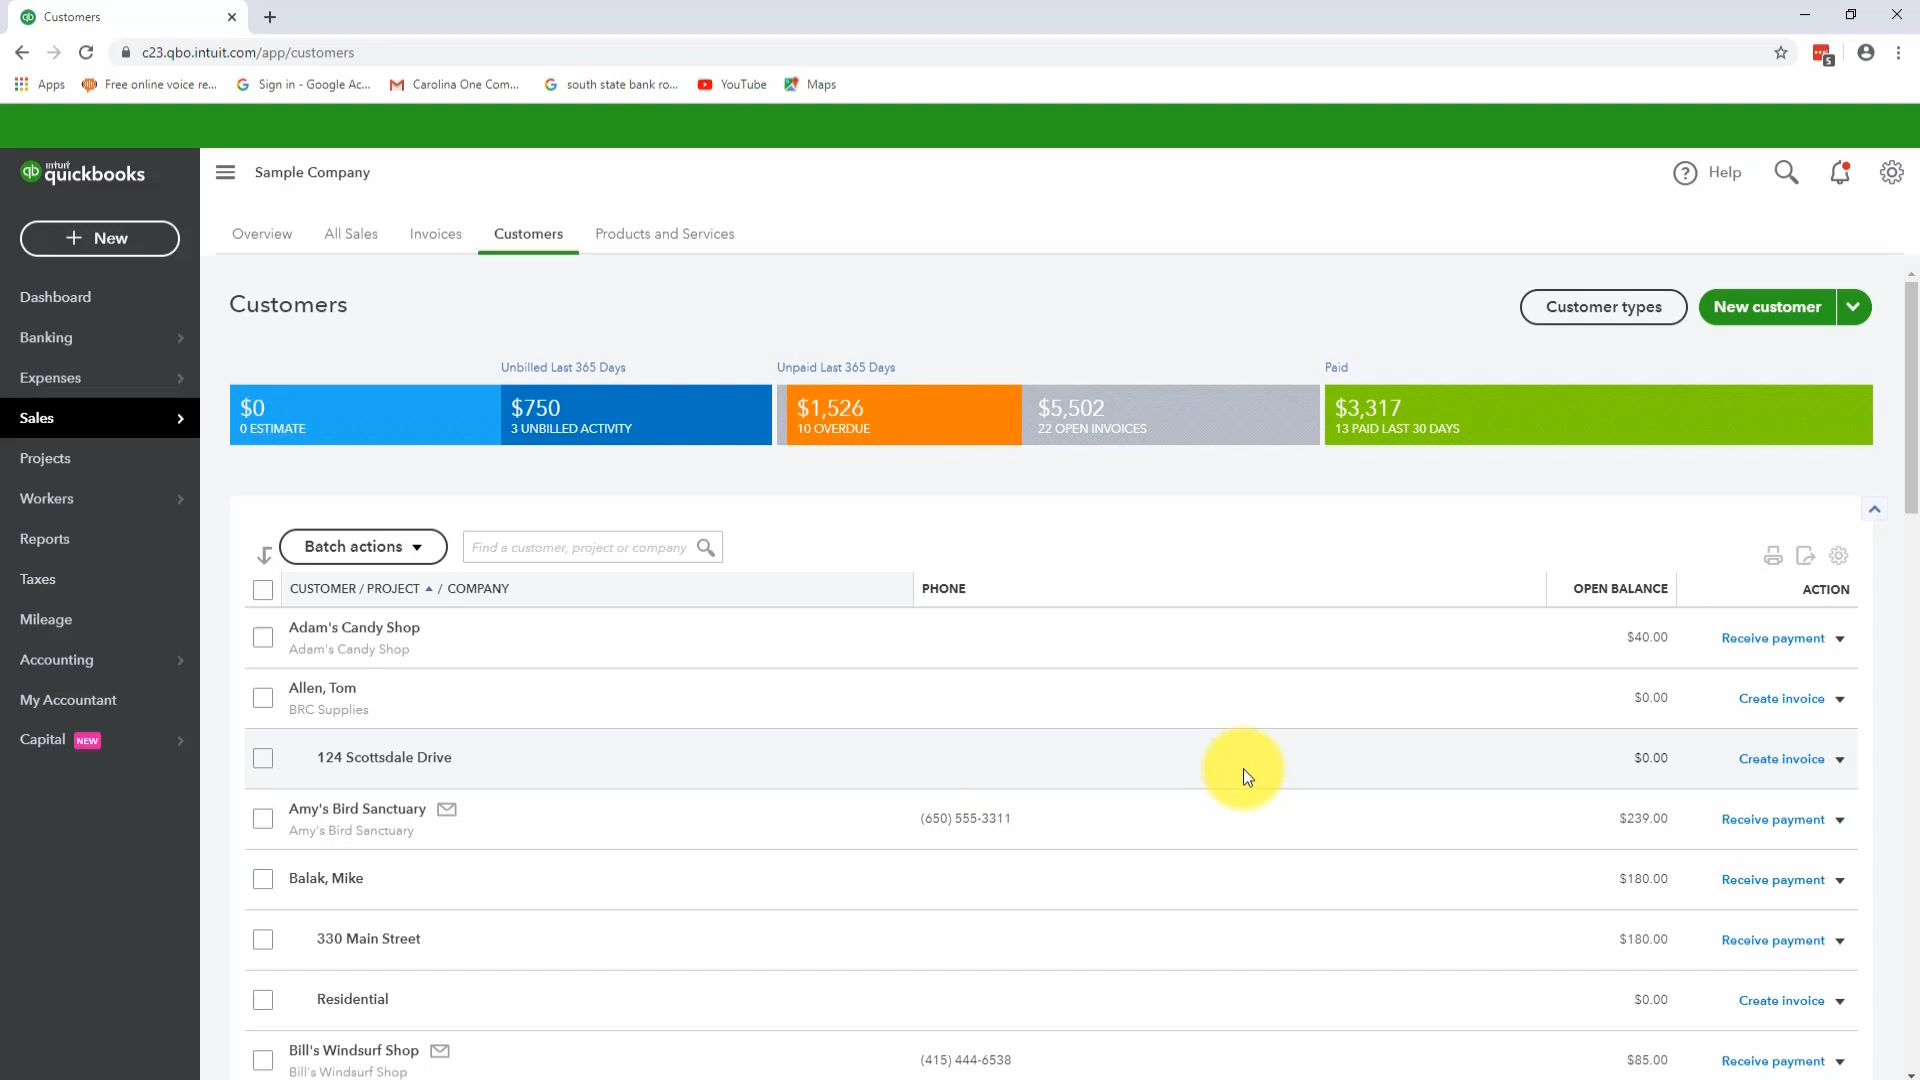 Customers
c23.qbo.intuit.com/app/customers
5
Apps Free online voice re... Sign in - Google Ac... Carolina One Com... south state bank ro... YouTube Maps
qb intuit quickbooks
Sample Company
? Help
+ New
Overview All Sales Invoices Customers Products and Services
Dashboard
Banking
Expenses
Sales
Projects
Workers
Reports
Taxes
Mileage
Accounting
My Accountant
Capital NEW
Customers
Customer types New customer
Unbilled Last 365 Days Unpaid Last 365 Days Paid
$0 $750 $1,526 $5,502 $3,317
0 ESTIMATE 3 UNBILLED ACTIVITY 10 OVERDUE 22 OPEN INVOICES 13 PAID LAST 30 DAYS
Batch actions Find a customer, project or company
CUSTOMER / PROJECT / COMPANY PHONE OPEN BALANCE ACTION
Adam's Candy Shop $40.00 Receive payment
Adam's Candy Shop
Allen, Tom $0.00 Create invoice
BRC Supplies
124 Scottsdale Drive $0.00 Create invoice
Amy's Bird Sanctuary (650) 555-3311 $239.00 Receive payment
Amy's Bird Sanctuary
Balak, Mike $180.00 Receive payment
330 Main Street $180.00 Receive payment
Residential $0.00 Create invoice
Bill's Windsurf Shop (415) 444-6538 $85.00 Receive payment
Bill's Windsurf Shop